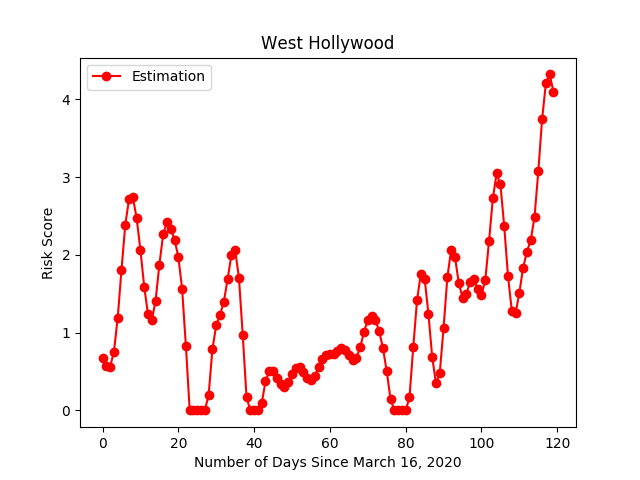 West Hollywood
Estimation
Risk Score
4
3
2
1
0
0 20 40 60 80 100 120
Number of Days Since March 16, 2020